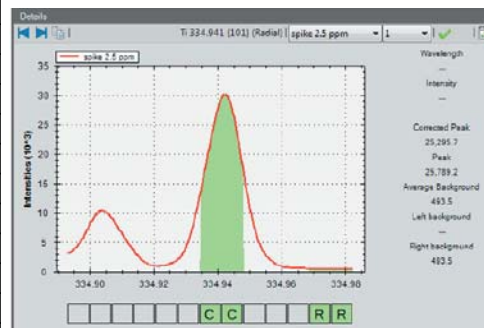 Details
Ti 334.941 (101) (Radial) spike 2.5 ppm 1
spike 2.5 ppm
Intensities (10^3)
35
30
25
20
15
10
5
0
334.90 334.92 334.94 334.96 334.98
C C R R
Wavelength
---
Intensity
---
Corrected Peak
25,295.7
Peak
25,789.2
Average Background
493.5
Left background
---
Right background
493.5